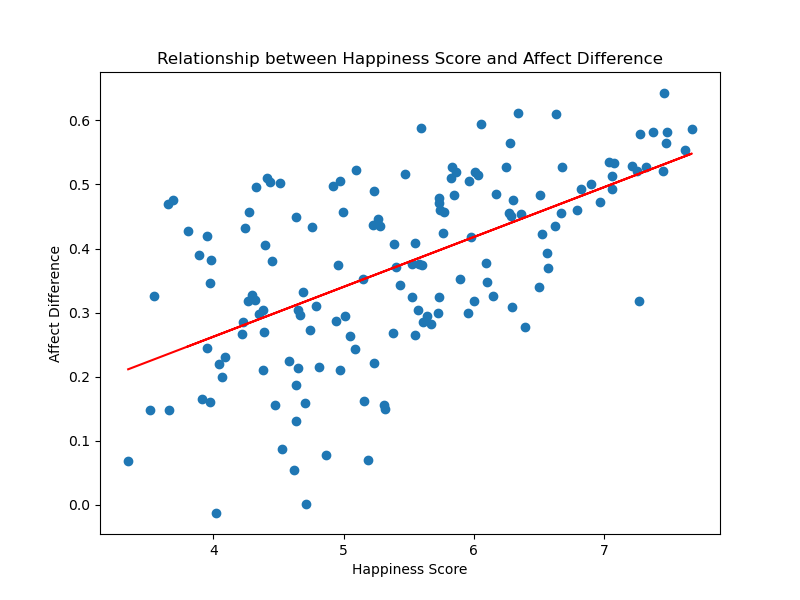 Relationship between Happiness Score and Affect Difference
0.6
0.5
0.4
0.3
0.2
0.1
0.0
Affect Difference
4 5 6 7
Happiness Score